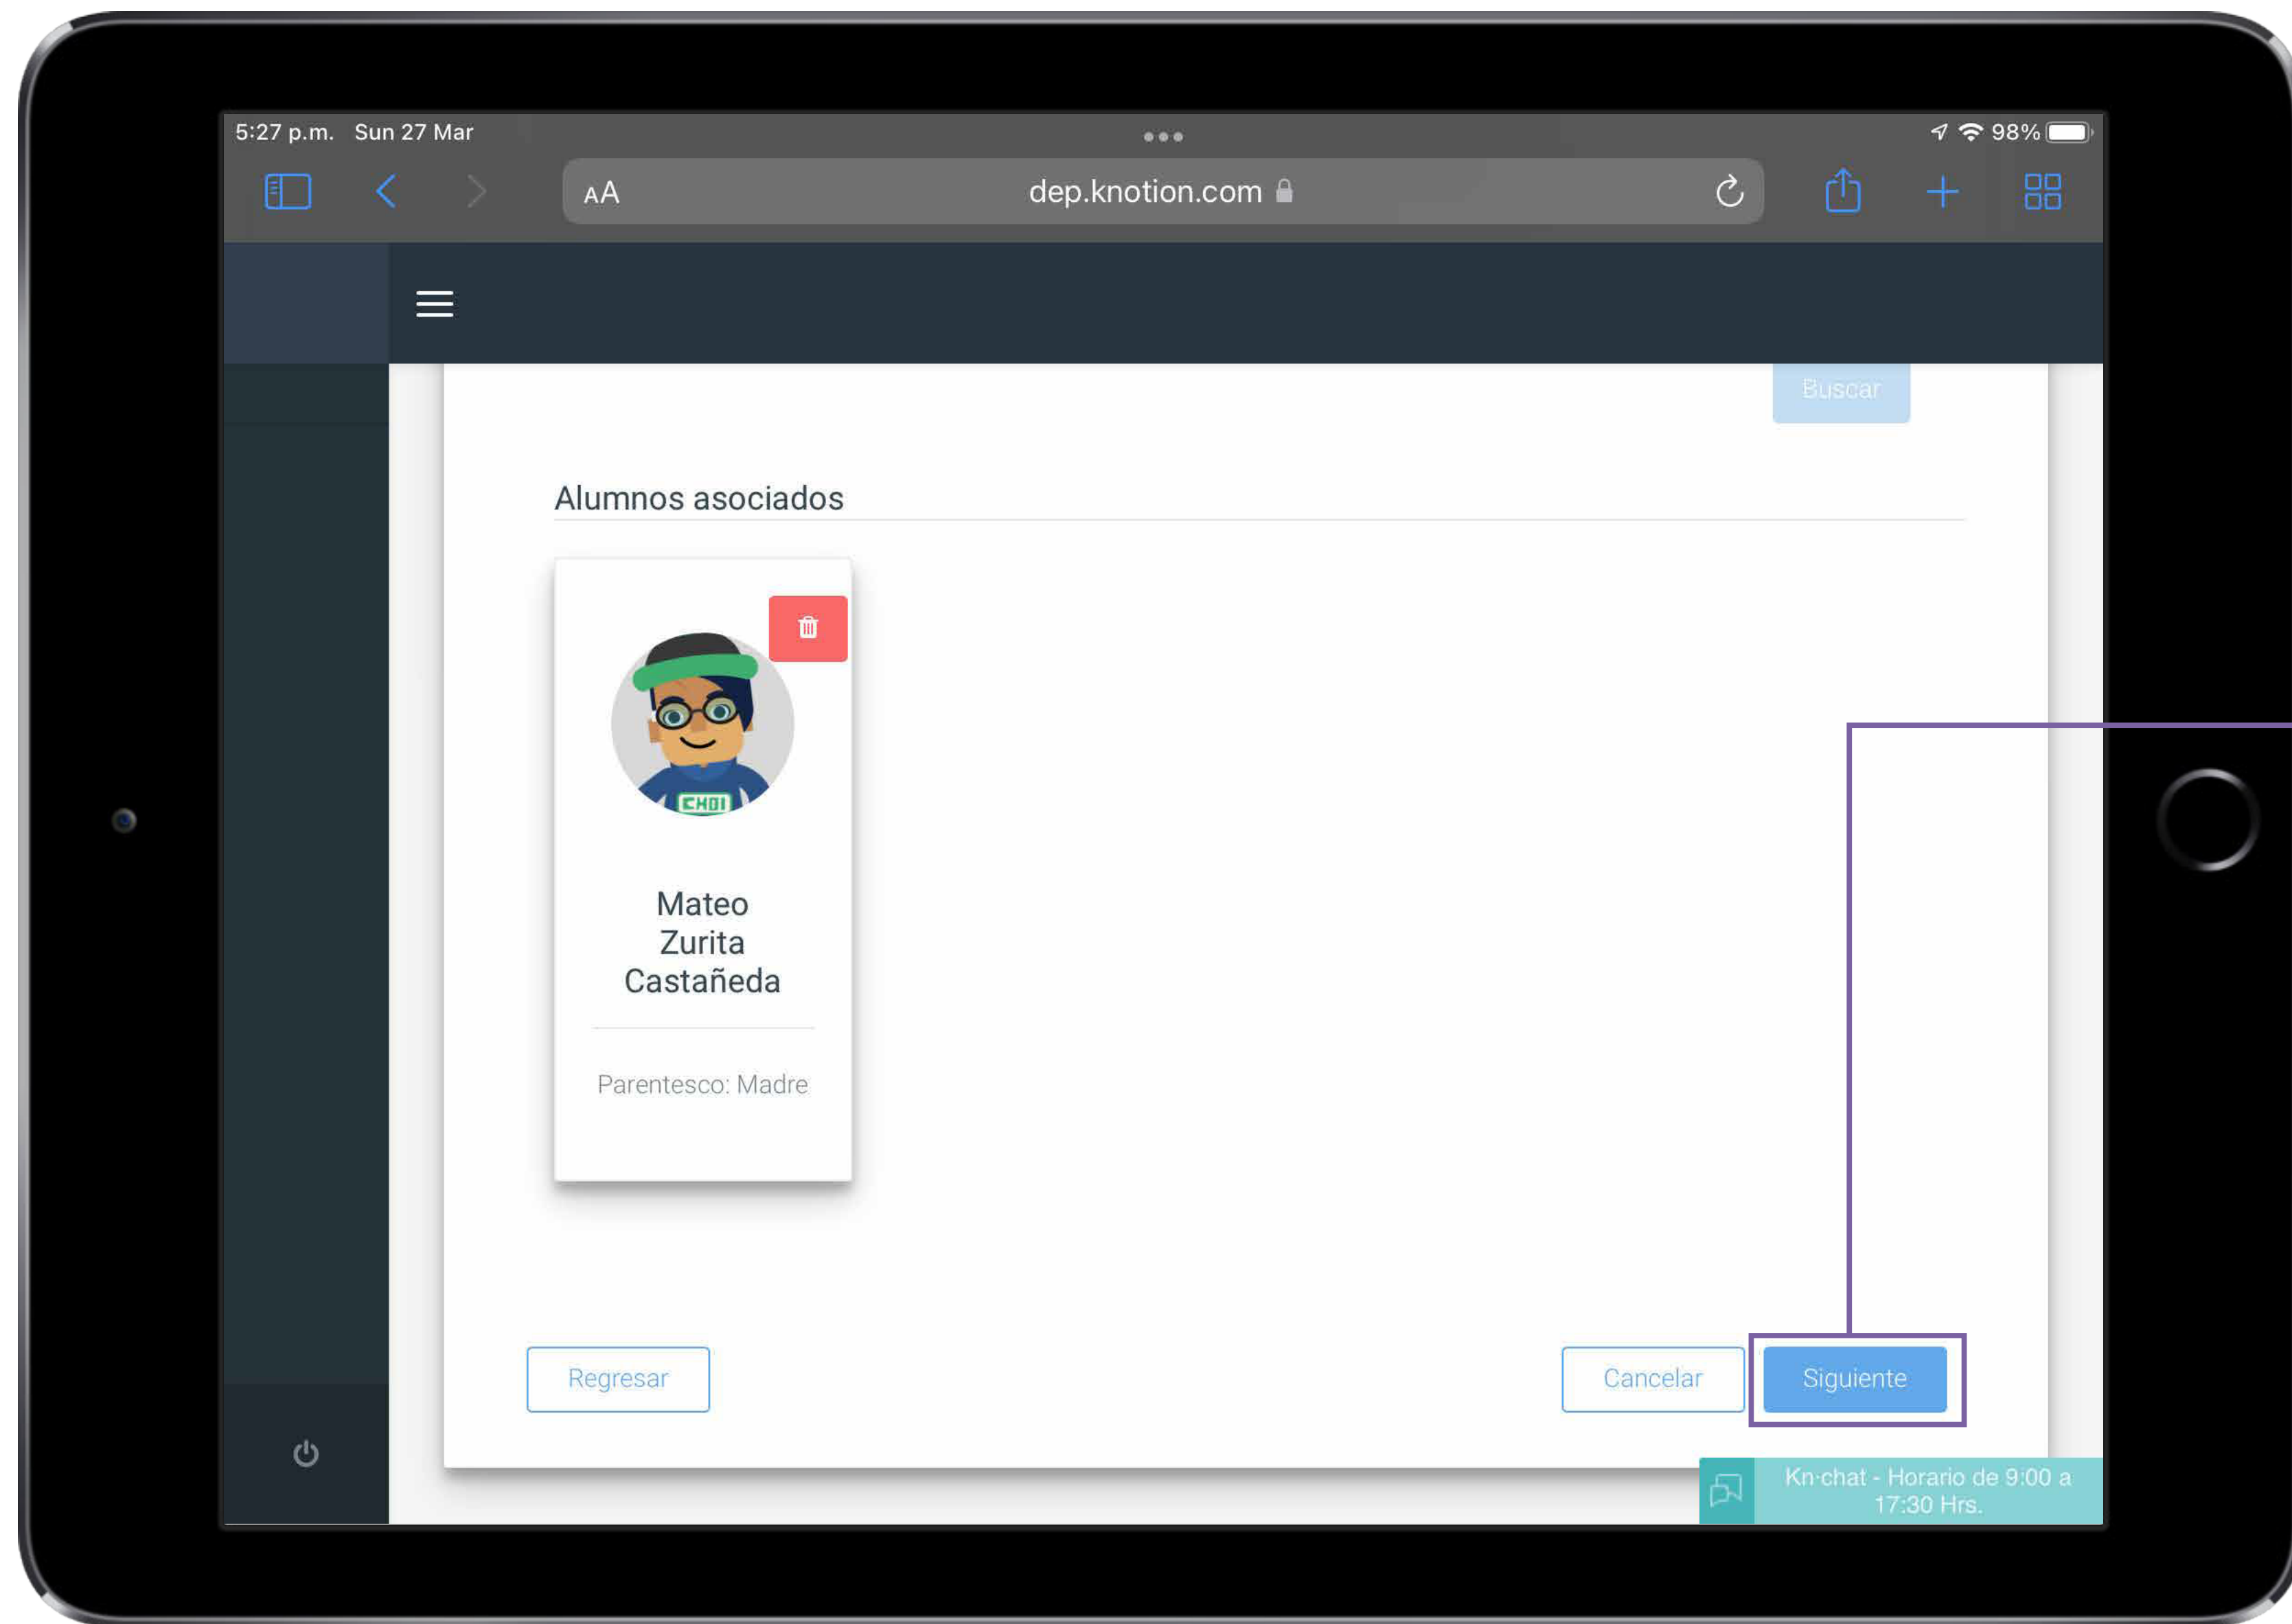 5:27 p.m. Sun 27 Mar
98%
AA
dep.knotion.com
Buscar
Alumnos asociados
CHOI
Mateo
Zurita
Castañeda
Parentesco: Madre
Regresar
Cancelar
Siguiente
Kn-chat - Horario de 9:00 a
17:30 Hrs.